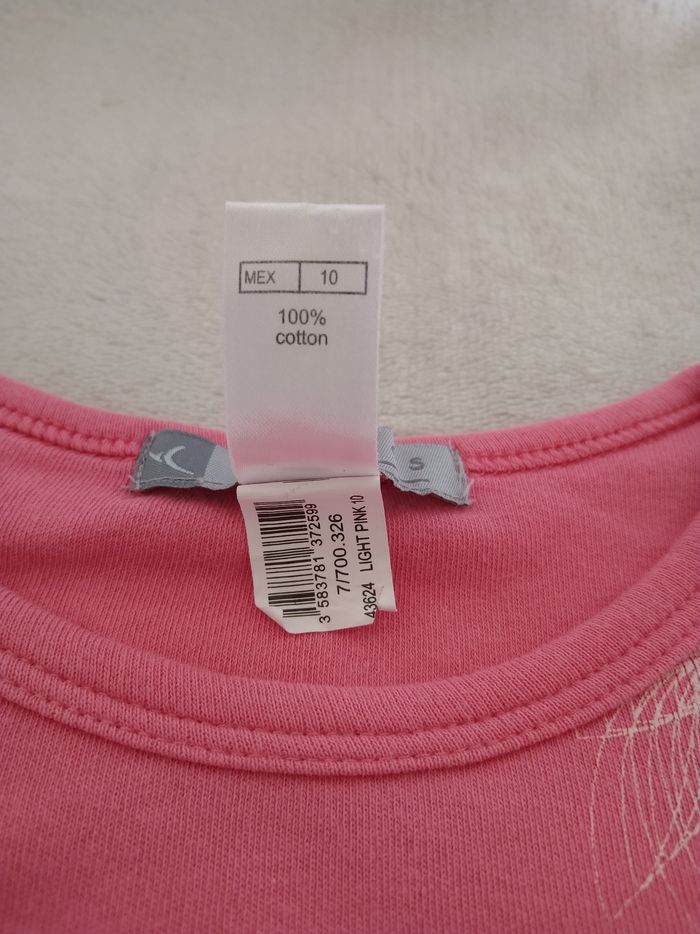 MEX 10
100%
cotton
S
3 583781 372599
7/700.326
43624 LIGHT PINK 10